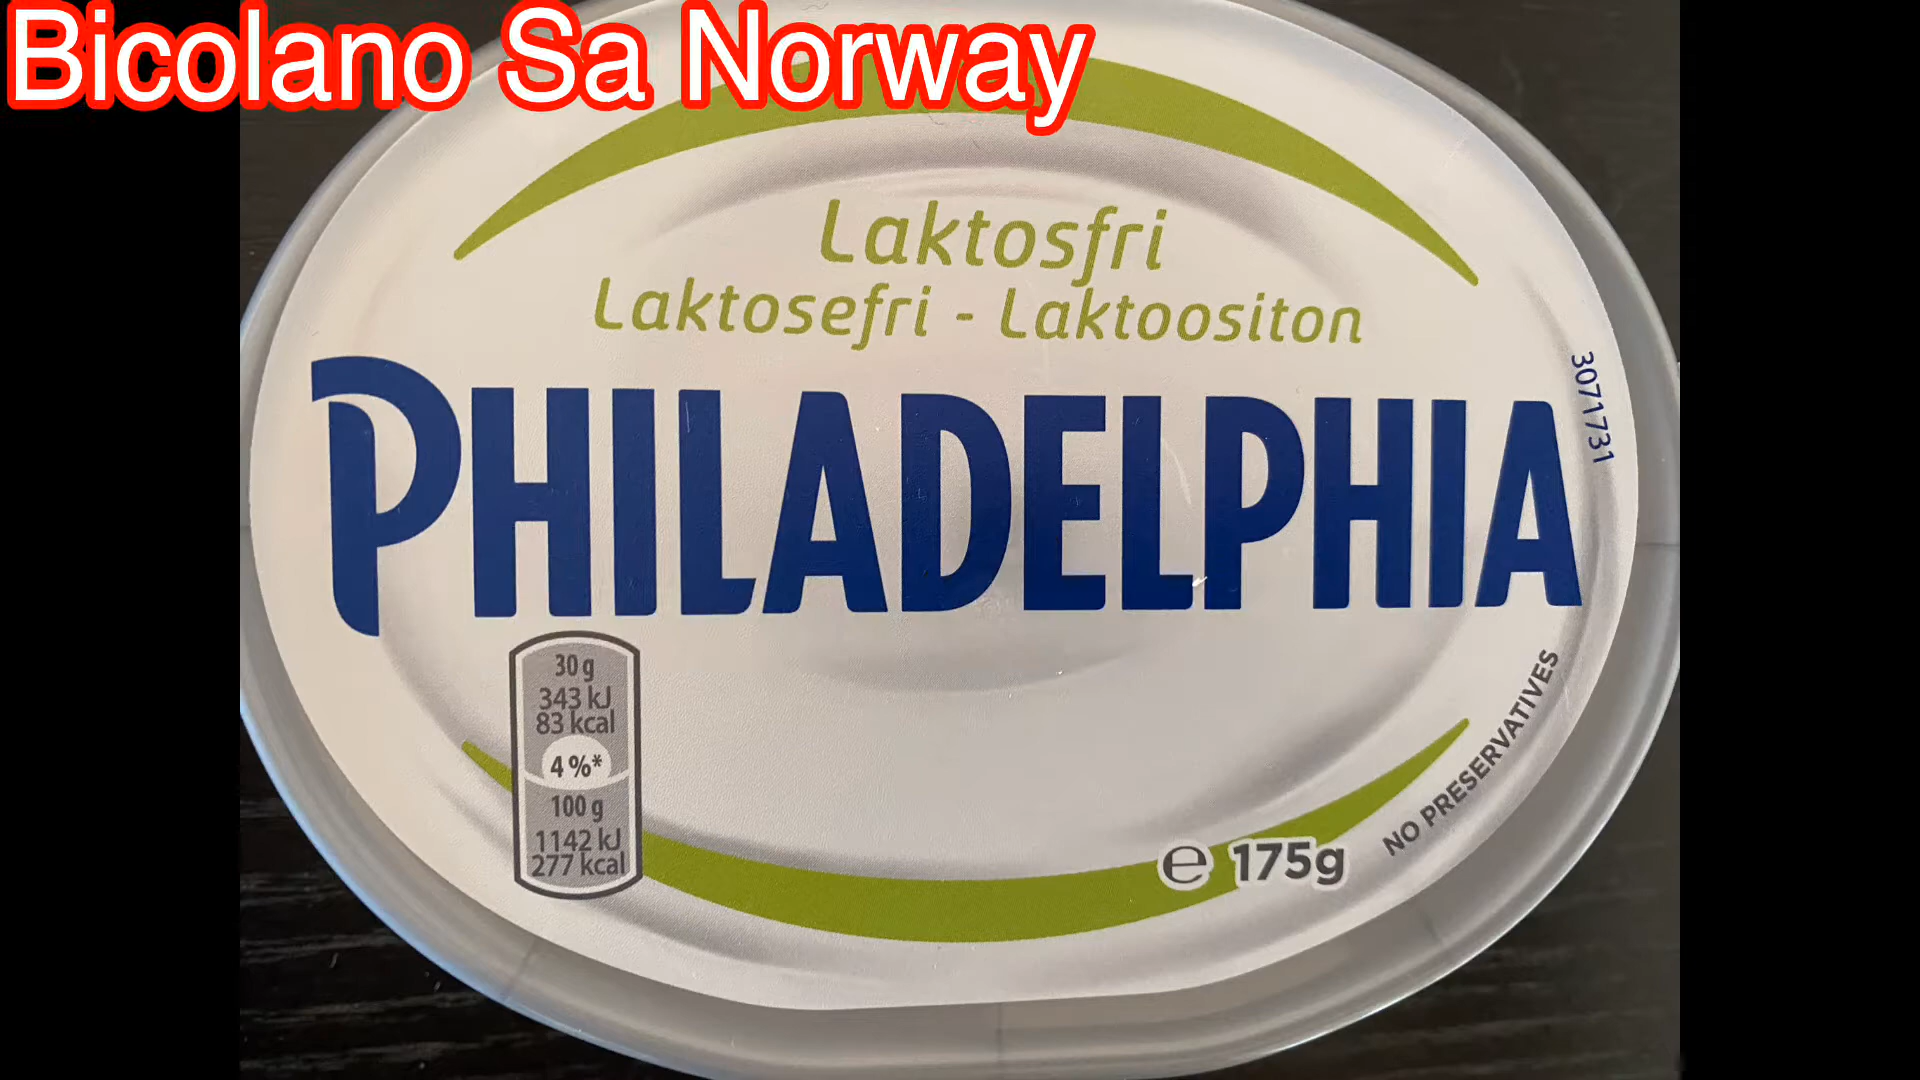 Bicolano Sa Norway
Laktosfri
Laktosefri - Laktoositon
PHILADELPHIA
3071731
30 g
343 kJ
83 kcal
4 %*
100 g
1142 kJ
277 kcal
℮ 175g
NO PRESERVATIVES